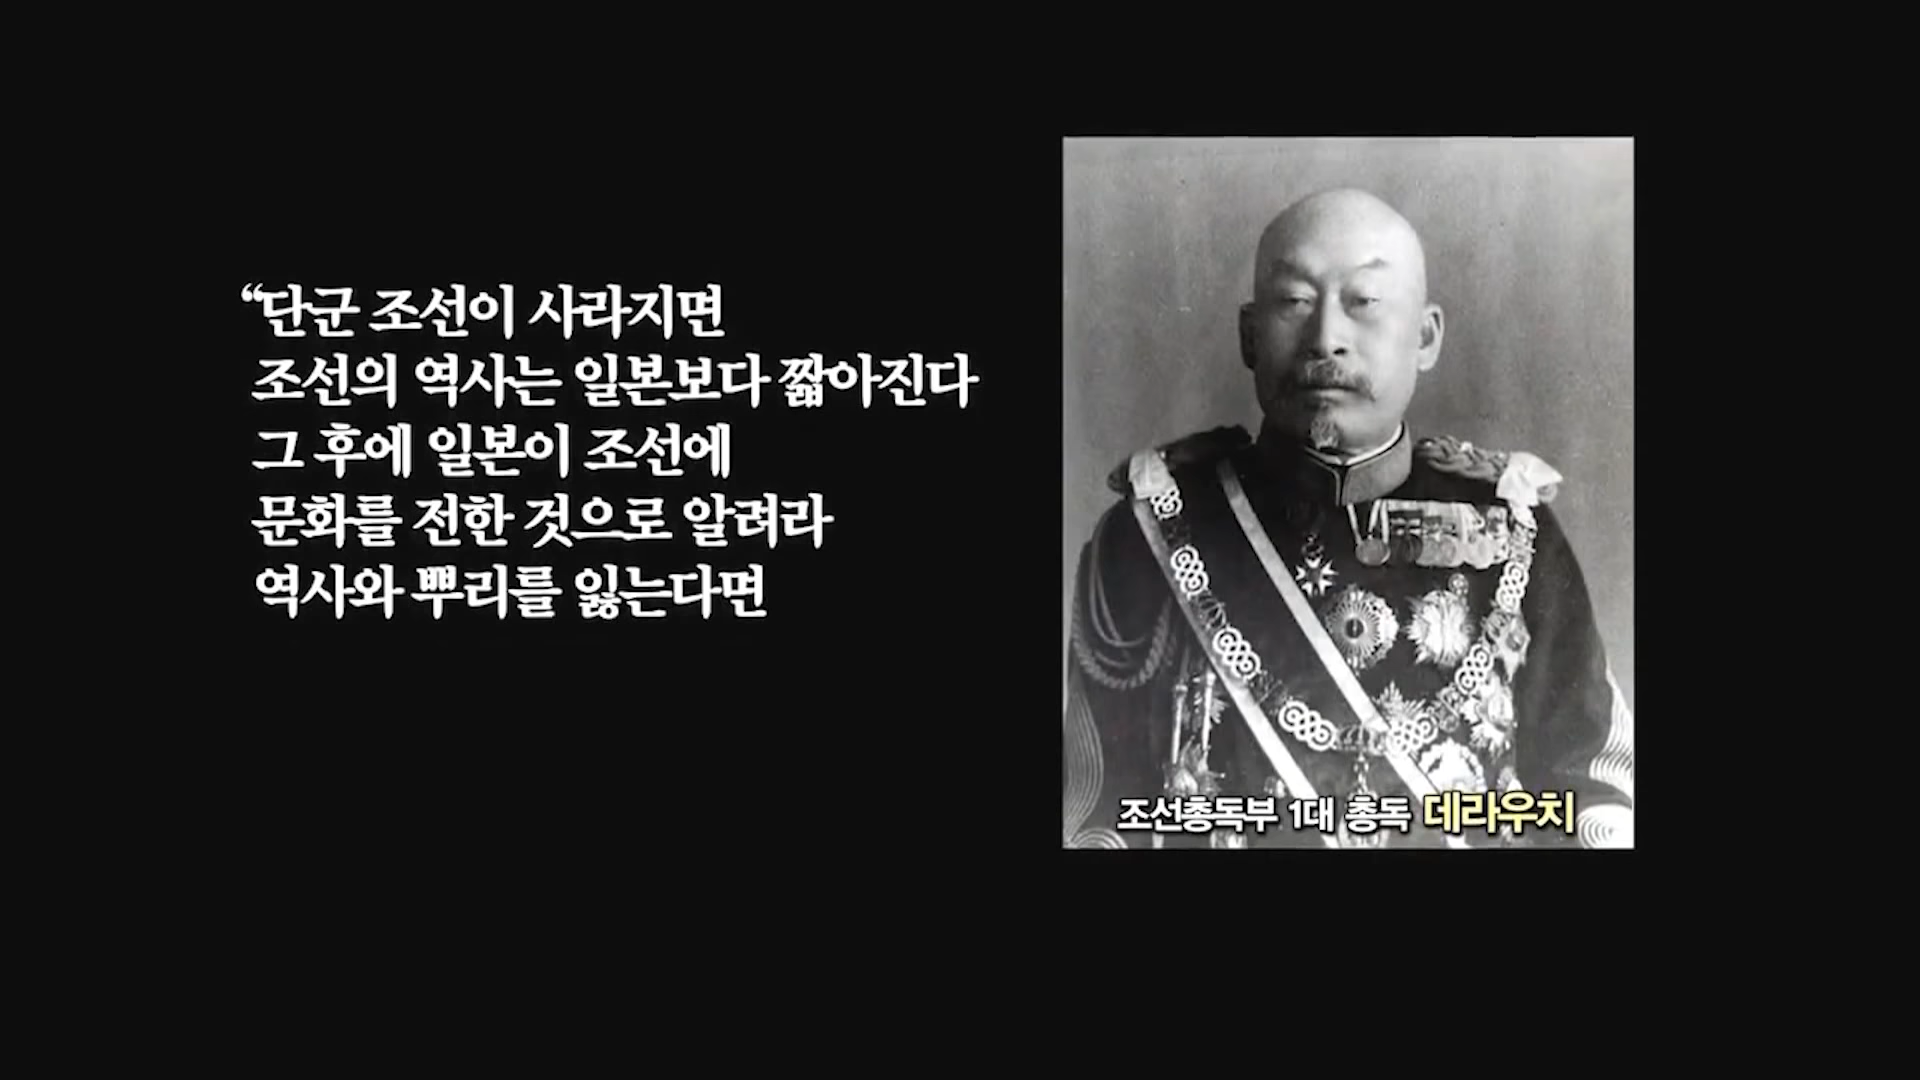 “단군 조선이 사라지면
조선의 역사는 일본보다 짧아진다
그 후에 일본이 조선에
문화를 전한 것으로 알려라
역사와 뿌리를 잃는다면
조선총독부 1대 총독 데라우치